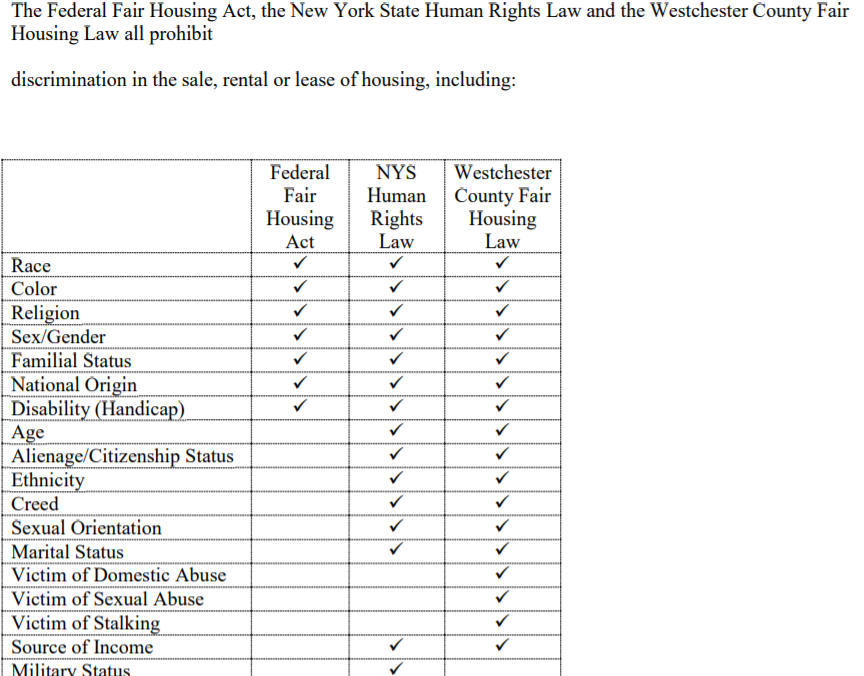 The Federal Fair Housing Act, the New York State Human Rights Law and the Westchester County Fair
Housing Law all prohibit
discrimination in the sale, rental or lease of housing, including:
Federal Fair Housing Act | NYS Human Rights Law | Westchester County Fair Housing Law
Race ✓ ✓ ✓
Color ✓ ✓ ✓
Religion ✓ ✓ ✓
Sex/Gender ✓ ✓ ✓
Familial Status ✓ ✓ ✓
National Origin ✓ ✓ ✓
Disability (Handicap) ✓ ✓ ✓
Age ✓ ✓
Alienage/Citizenship Status ✓ ✓
Ethnicity ✓ ✓
Creed ✓ ✓
Sexual Orientation ✓ ✓
Marital Status ✓ ✓
Victim of Domestic Abuse ✓
Victim of Sexual Abuse ✓
Victim of Stalking ✓
Source of Income ✓ ✓
Military Status ✓